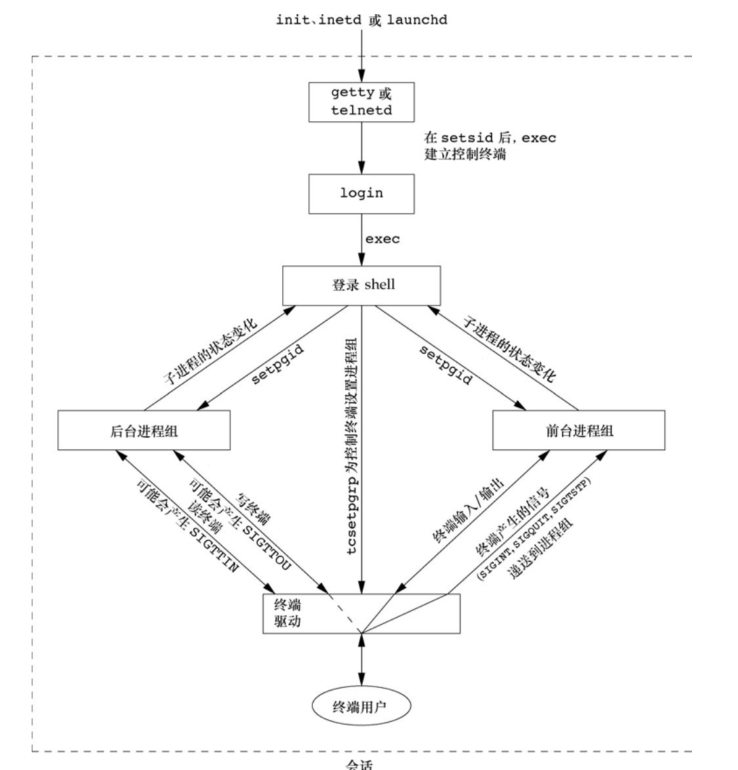 init、inetd 或 launchd
getty 或
telnetd
在 setsid 后, exec
建立控制终端
login
exec
登录 shell
子进程的状态变化
setpgid
tcsetpgrp 为控制终端设置进程组
setpgid
子进程的状态变化
后台进程组
前台进程组
读终端
可能会产生 SIGTTIN
写终端
可能会产生 SIGTTOU
终端输入/输出
终端产生的信号
(SIGINT,SIGQUIT,SIGTSTP)
递送到进程组
终端
驱动
终端用户
会话